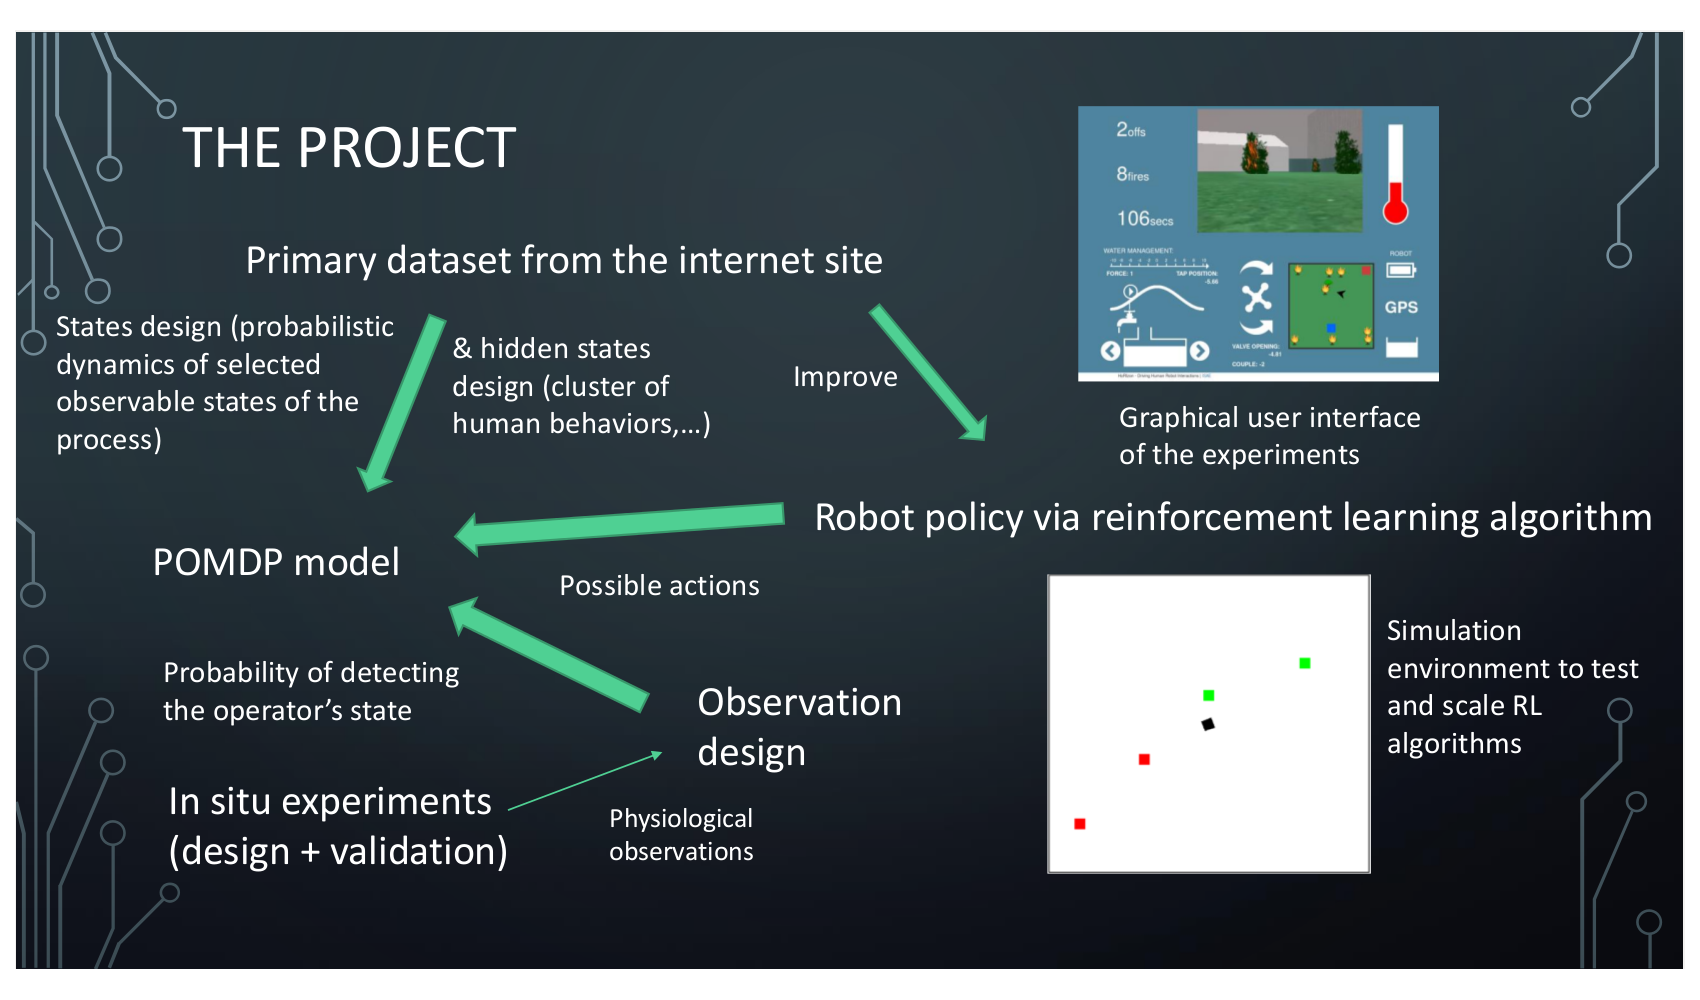 THE PROJECT
Primary dataset from the internet site
States design (probabilistic
dynamics of selected
observable states of the
process)
& hidden states
design (cluster of
human behaviors,...)
Improve
2offs
8fires
106secs
WATER MANAGEMENT:
FORCE: 1
TAP POSITION:
-5.66
ROBOT
GPS
VALVE OPENING:
-4.81
COUPLE: -2
Graphical user interface
of the experiments
Robot policy via reinforcement learning algorithm
POMDP model
Possible actions
Probability of detecting
the operator's state
Observation
design
In situ experiments
(design + validation)
Physiological
observations
Simulation
environment to test
and scale RL
algorithms